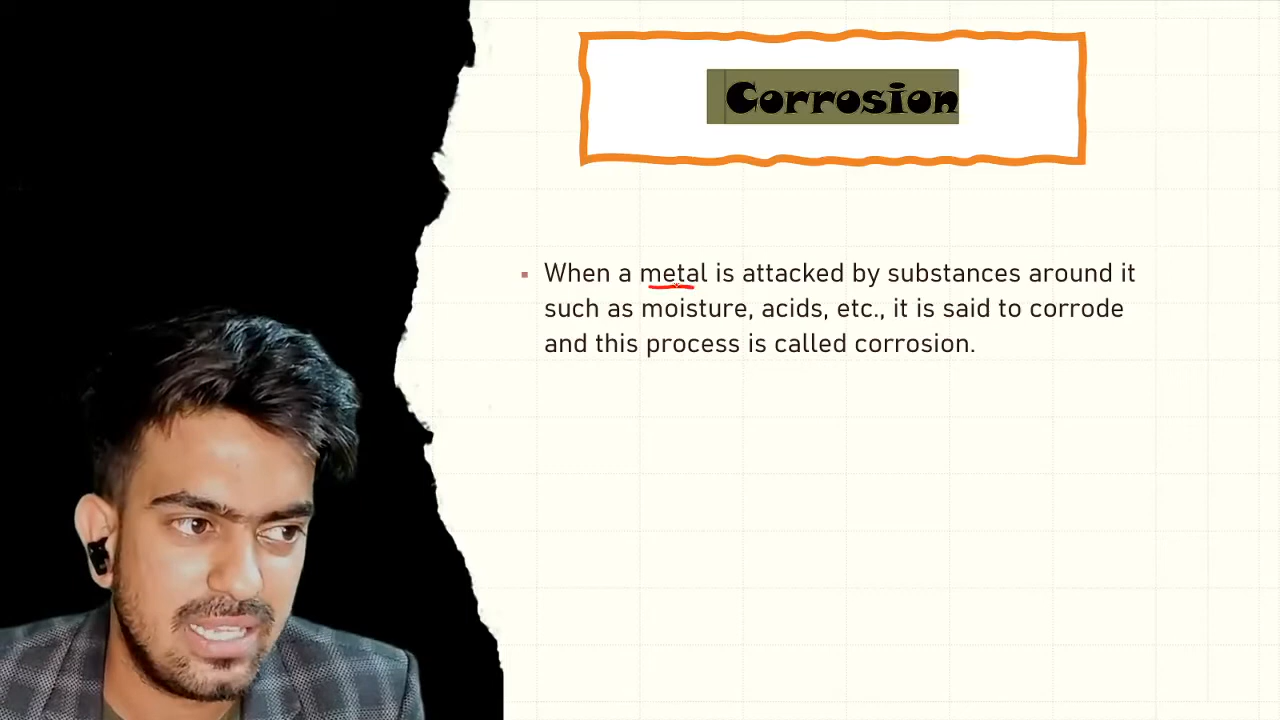 Corrosion
When a metal is attacked by substances around it
such as moisture, acids, etc., it is said to corrode
and this process is called corrosion.